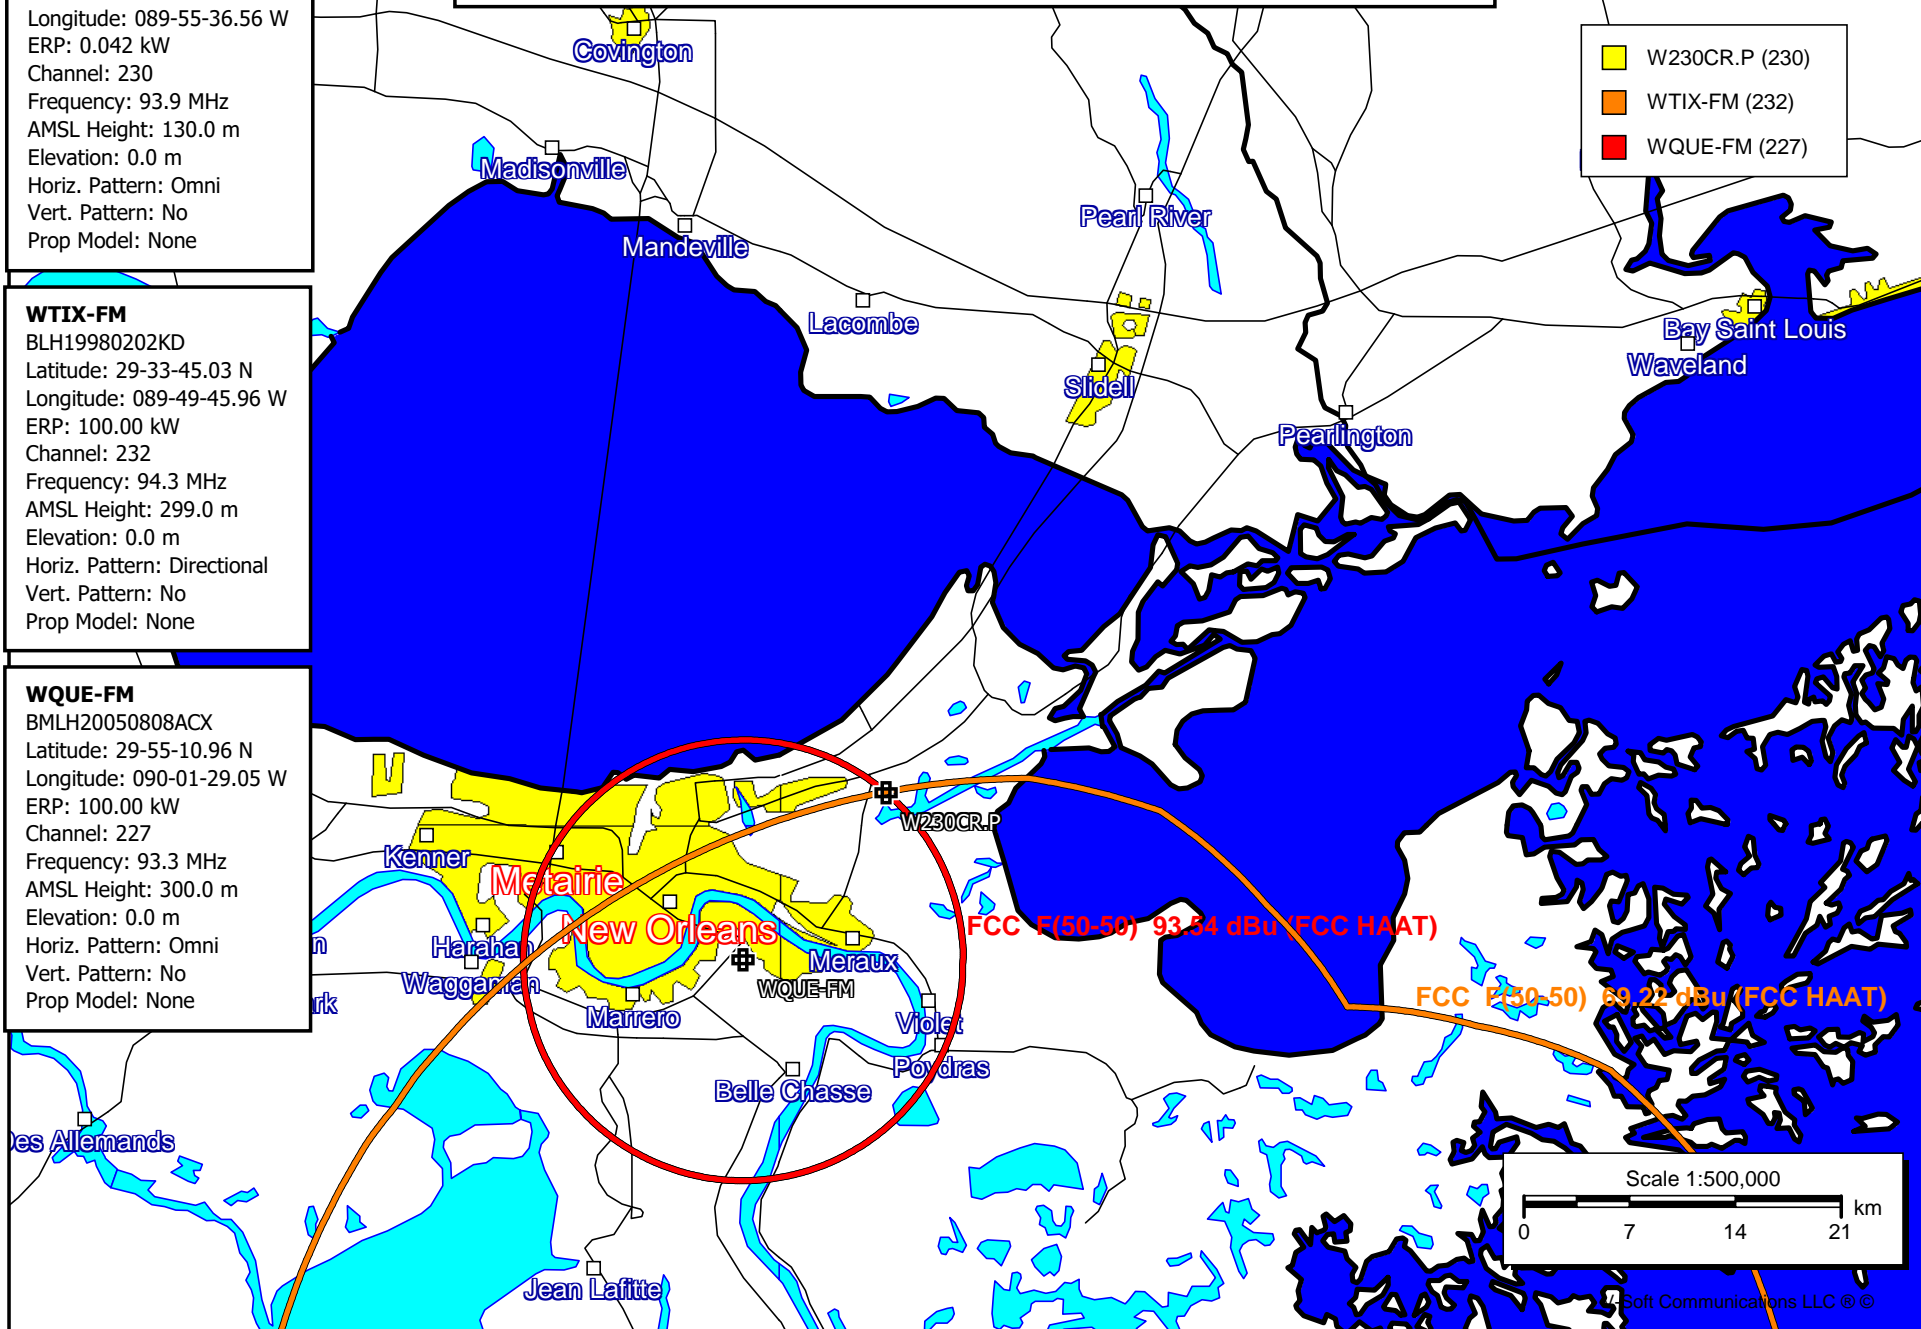 Longitude: 089-55-36.56 W
ERP: 0.042 kW
Channel: 230
Frequency: 93.9 MHz
AMSL Height: 130.0 m
Elevation: 0.0 m
Horiz. Pattern: Omni
Vert. Pattern: No
Prop Model: None
WTIX-FM
BLH19980202KD
Latitude: 29-33-45.03 N
Longitude: 089-49-45.96 W
ERP: 100.00 kW
Channel: 232
Frequency: 94.3 MHz
AMSL Height: 299.0 m
Elevation: 0.0 m
Horiz. Pattern: Directional
Vert. Pattern: No
Prop Model: None
WQUE-FM
BMLH20050808ACX
Latitude: 29-55-10.96 N
Longitude: 090-01-29.05 W
ERP: 100.00 kW
Channel: 227
Frequency: 93.3 MHz
AMSL Height: 300.0 m
Elevation: 0.0 m
Horiz. Pattern: Omni
Vert. Pattern: No
Prop Model: None
W230CR.P (230)
WTIX-FM (232)
WQUE-FM (227)
Covington
Madisonville
Mandeville
Pearl River
Lacombe
Slidell
Bay Saint Louis
Waveland
Pearlington
W230CR.P
Kenner
Metairie
New Orleans
Harahan
Waggaman
Meraux
WQUE-FM
Marrero
Violet
Poydras
Belle Chasse
Des Allemands
Jean Lafitte
n
rk
FCC F(50-50) 93.54 dBu (FCC HAAT)
FCC F(50-50) 69.22 dBu (FCC HAAT)
Scale 1:500,000
km
0 7 14 21
V-Soft Communications LLC ® ©